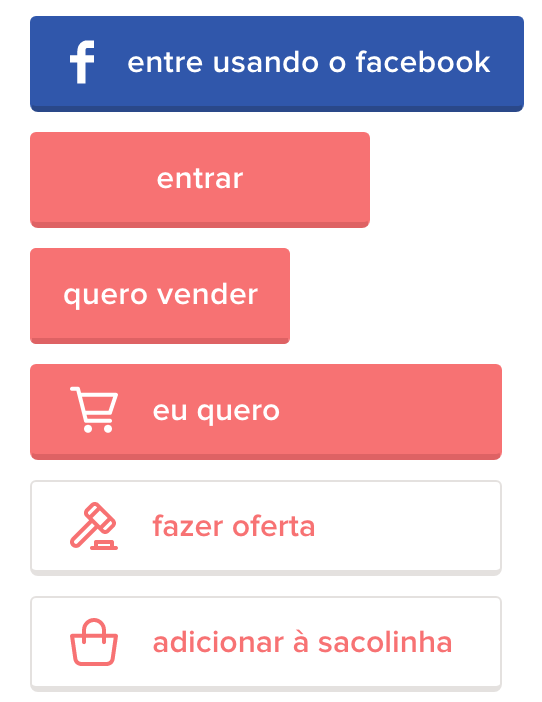 entre usando o facebook
entrar
quero vender
eu quero
fazer oferta
adicionar à sacolinha